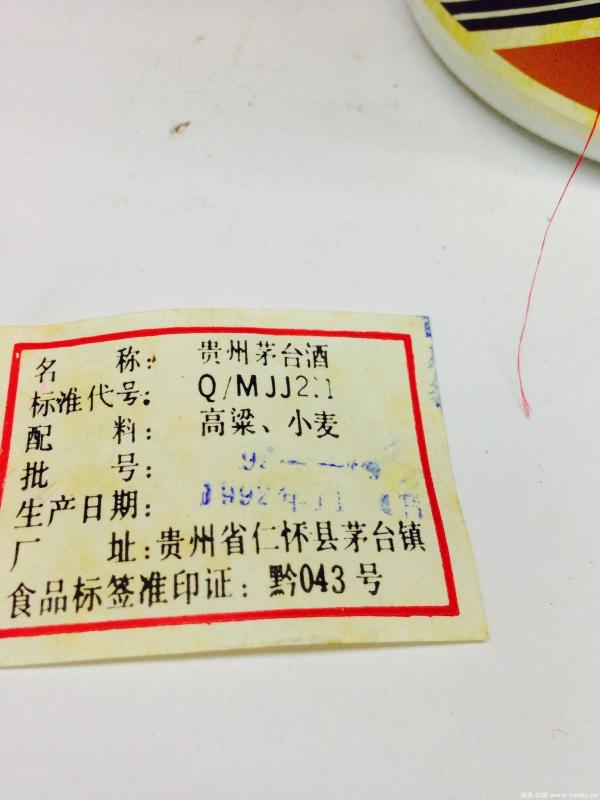 名 称: 贵州茅台酒
标准代号: Q/MJJ2.1
配 料: 高粱、小麦
批 号:
生产日期:
厂 址: 贵州省仁怀县茅台镇
食品标签准印证: 黔043号